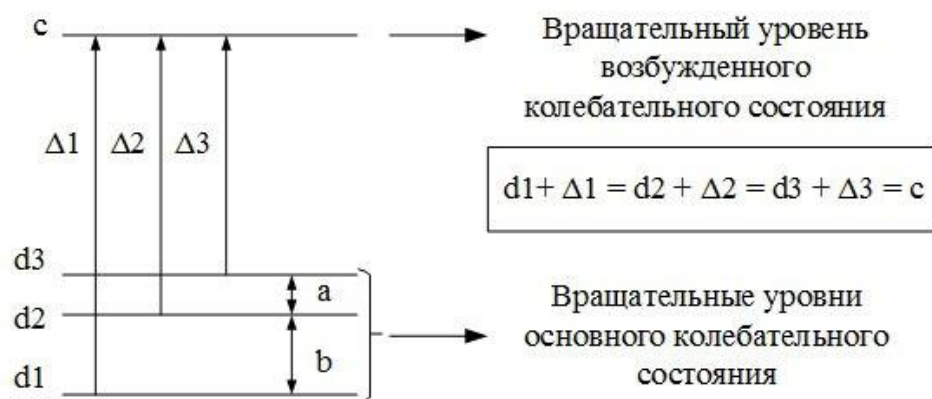 c
Вращательный уровень
возбужденного
колебательного состояния
Δ1 Δ2 Δ3
d1+ Δ1 = d2 + Δ2 = d3 + Δ3 = c
d3
a
d2
b
d1
Вращательные уровни
основного колебательного
состояния